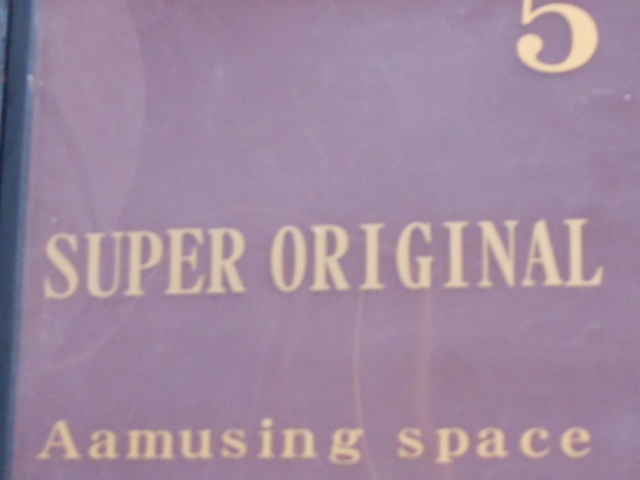 5
SUPER ORIGINAL
Aamusing space